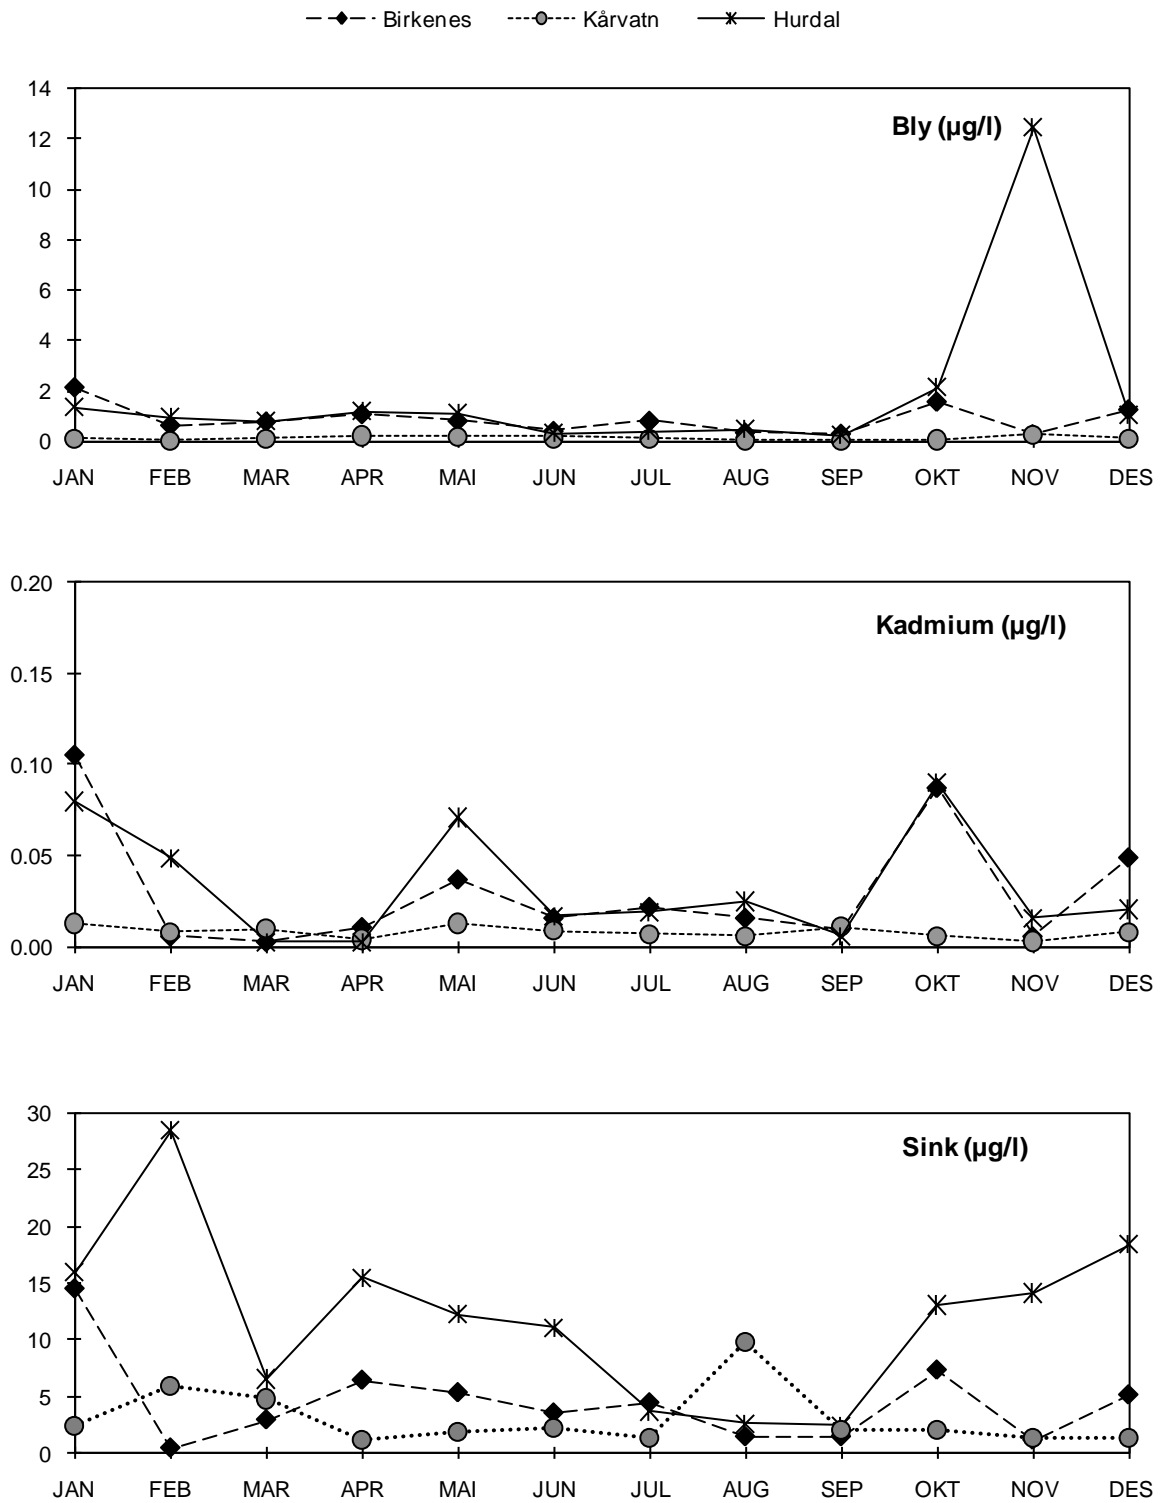 Birkenes Kårvatn Hurdal
Bly (µg/l)
14
12
10
8
6
4
2
0
JAN FEB MAR APR MAI JUN JUL AUG SEP OKT NOV DES
Kadmium (µg/l)
0.20
0.15
0.10
0.05
0.00
JAN FEB MAR APR MAI JUN JUL AUG SEP OKT NOV DES
Sink (µg/l)
30
25
20
15
10
5
0
JAN FEB MAR APR MAI JUN JUL AUG SEP OKT NOV DES